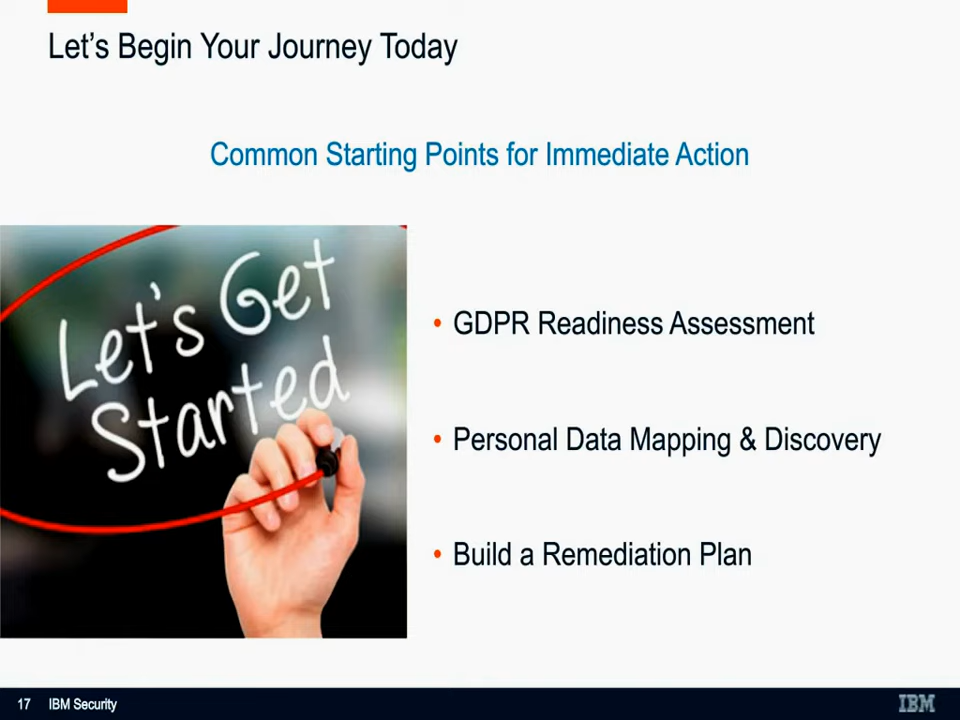 Let's Begin Your Journey Today
Common Starting Points for Immediate Action
Let's Get
Started
• GDPR Readiness Assessment
• Personal Data Mapping & Discovery
• Build a Remediation Plan
17 IBM Security
IBM